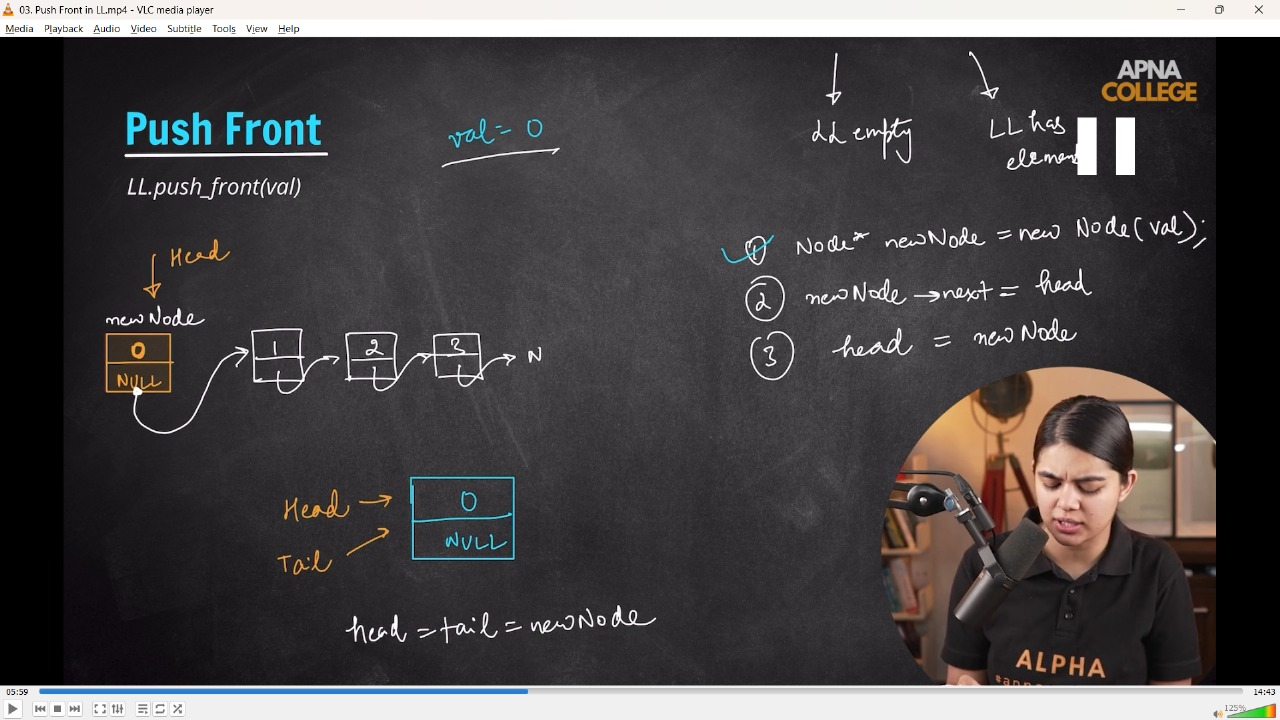 03. Push Front in LL.mp4 - VLC media player
Media Playback Audio Video Subtitle Tools View Help
APNA
COLLEGE
Push Front
val = 0
LL empty
LL has
element
LL.push_front(val)
Head
newNode
0
NULL
1
2
3
N
1 Node* newNode = new Node(val);
2 newNode → next = head
3 head = newNode
Head
Tail
0
NULL
head = tail = newNode
ALPHA
05:59
14:43
125%